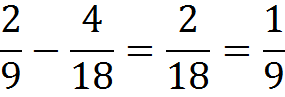 2/9 − 4/18 = 2/18 = 1/9